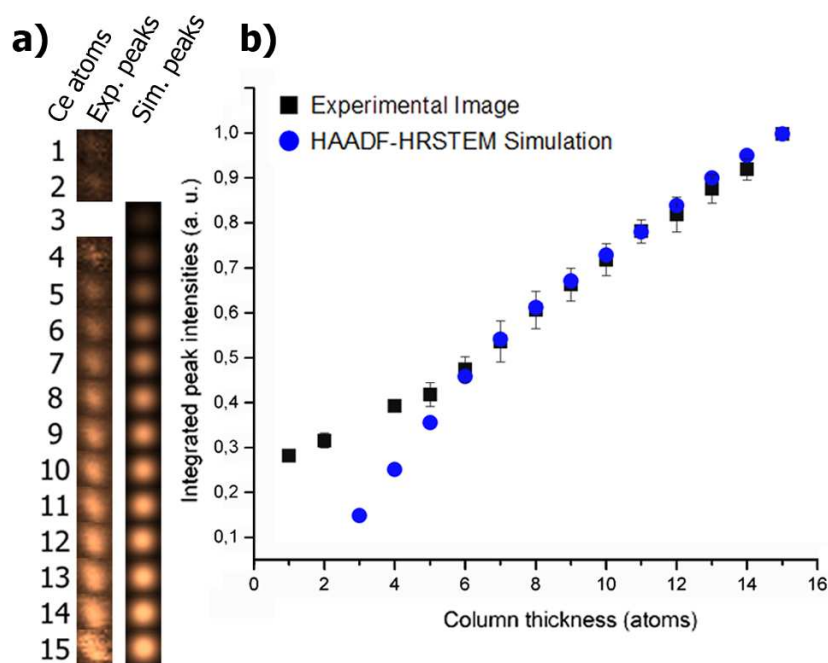 a)
Ce atoms
Exp. peaks
Sim. peaks
1
2
3
4
5
6
7
8
9
10
11
12
13
14
15
b)
Experimental Image
HAADF-HRSTEM Simulation
Integrated peak intensities (a. u.)
1,0
0,9
0,8
0,7
0,6
0,5
0,4
0,3
0,2
0,1
0 2 4 6 8 10 12 14 16
Column thickness (atoms)